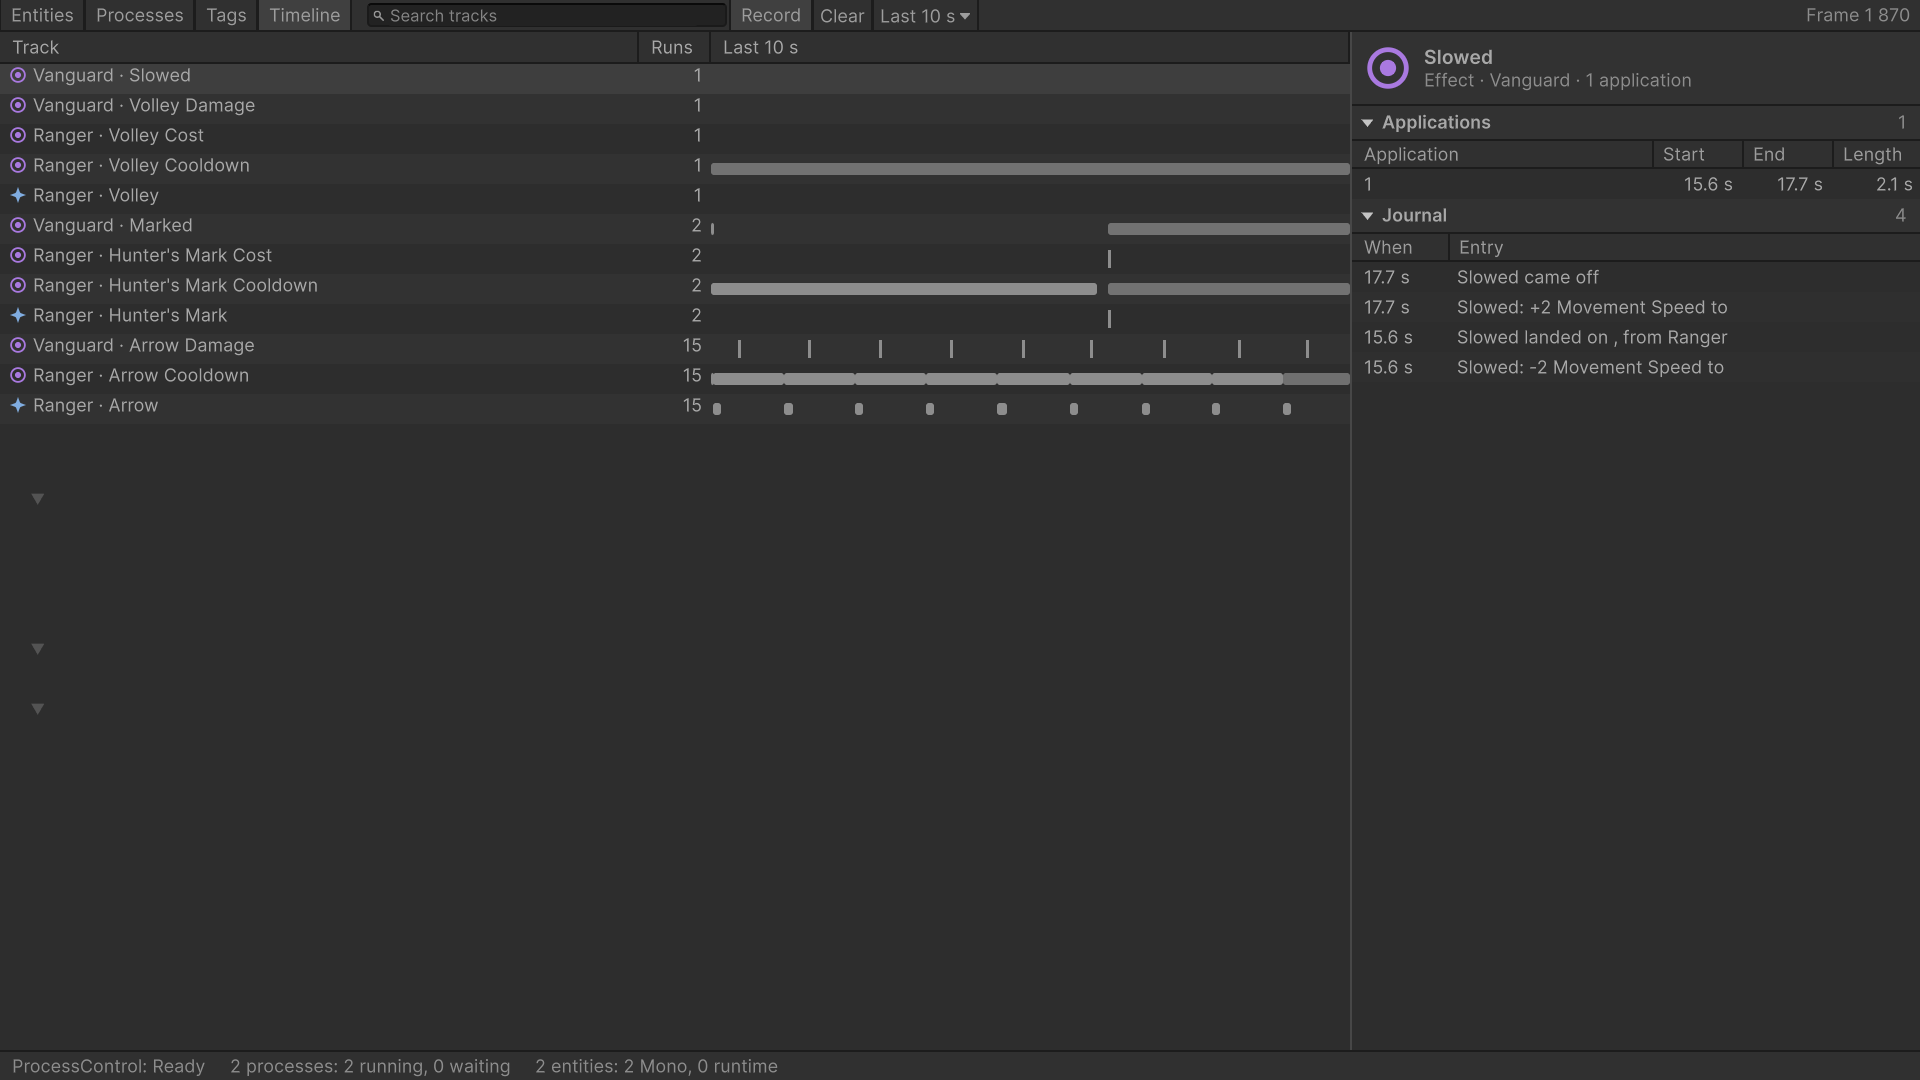 Entities Processes Tags Timeline Search tracks Record Clear Last 10 s Frame 1 870
Track Runs Last 10 s
Vanguard · Slowed 1
Vanguard · Volley Damage 1
Ranger · Volley Cost 1
Ranger · Volley Cooldown 1
Ranger · Volley 1
Vanguard · Marked 2
Ranger · Hunter's Mark Cost 2
Ranger · Hunter's Mark Cooldown 2
Ranger · Hunter's Mark 2
Vanguard · Arrow Damage 15
Ranger · Arrow Cooldown 15
Ranger · Arrow 15
Slowed
Effect · Vanguard · 1 application
Applications 1
Application Start End Length
1 15.6 s 17.7 s 2.1 s
Journal 4
When Entry
17.7 s Slowed came off
17.7 s Slowed: +2 Movement Speed to
15.6 s Slowed landed on , from Ranger
15.6 s Slowed: -2 Movement Speed to
ProcessControl: Ready 2 processes: 2 running, 0 waiting 2 entities: 2 Mono, 0 runtime